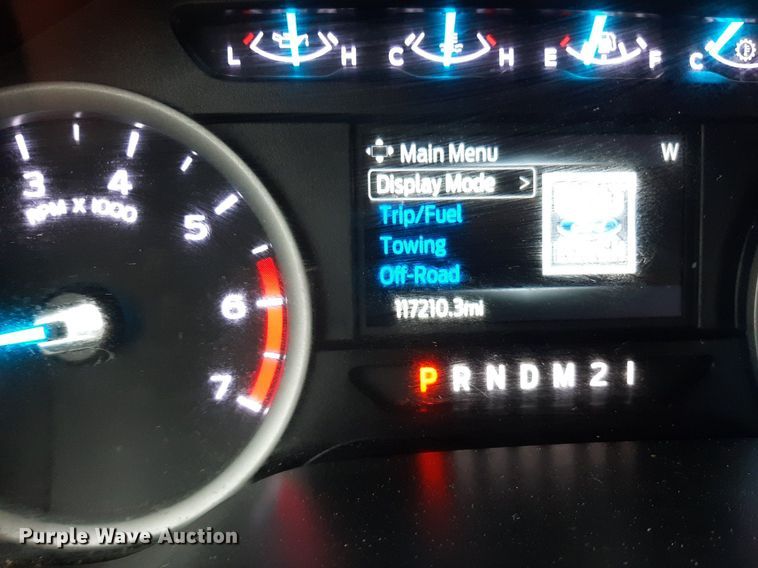 L H C H E F C
Main Menu W
Display Mode >
Trip/Fuel
Towing
Off-Road
117210.3mi
3 4 5 6 7
RPM X 1000
P R N D M 2 1
Purple Wave Auction